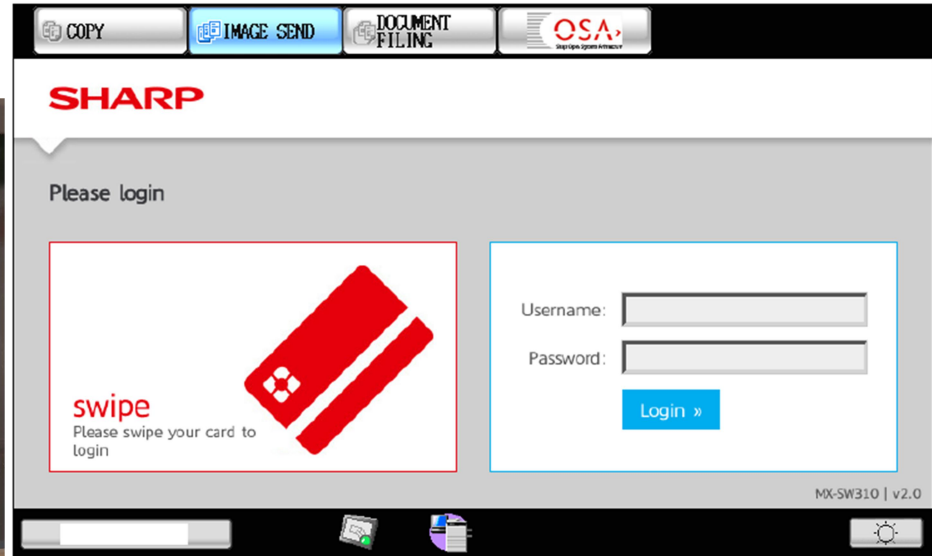 COPY
IMAGE SEND
DOCUMENT
FILING
OSA
SHARP
Please login
swipe
Please swipe your card to
login
Username:
Password:
Login »
MX-SW310 | v2.0